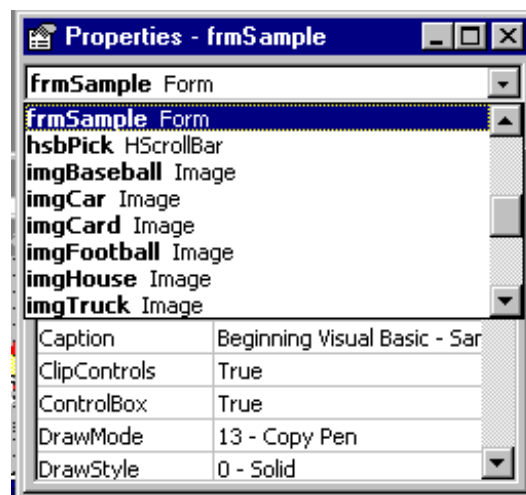 Properties - frmSample
frmSample Form
frmSample Form
hsbPick HScrollBar
imgBaseball Image
imgCar Image
imgCard Image
imgFootball Image
imgHouse Image
imgTruck Image
Caption Beginning Visual Basic - Sar
ClipControls True
ControlBox True
DrawMode 13 - Copy Pen
DrawStyle 0 - Solid